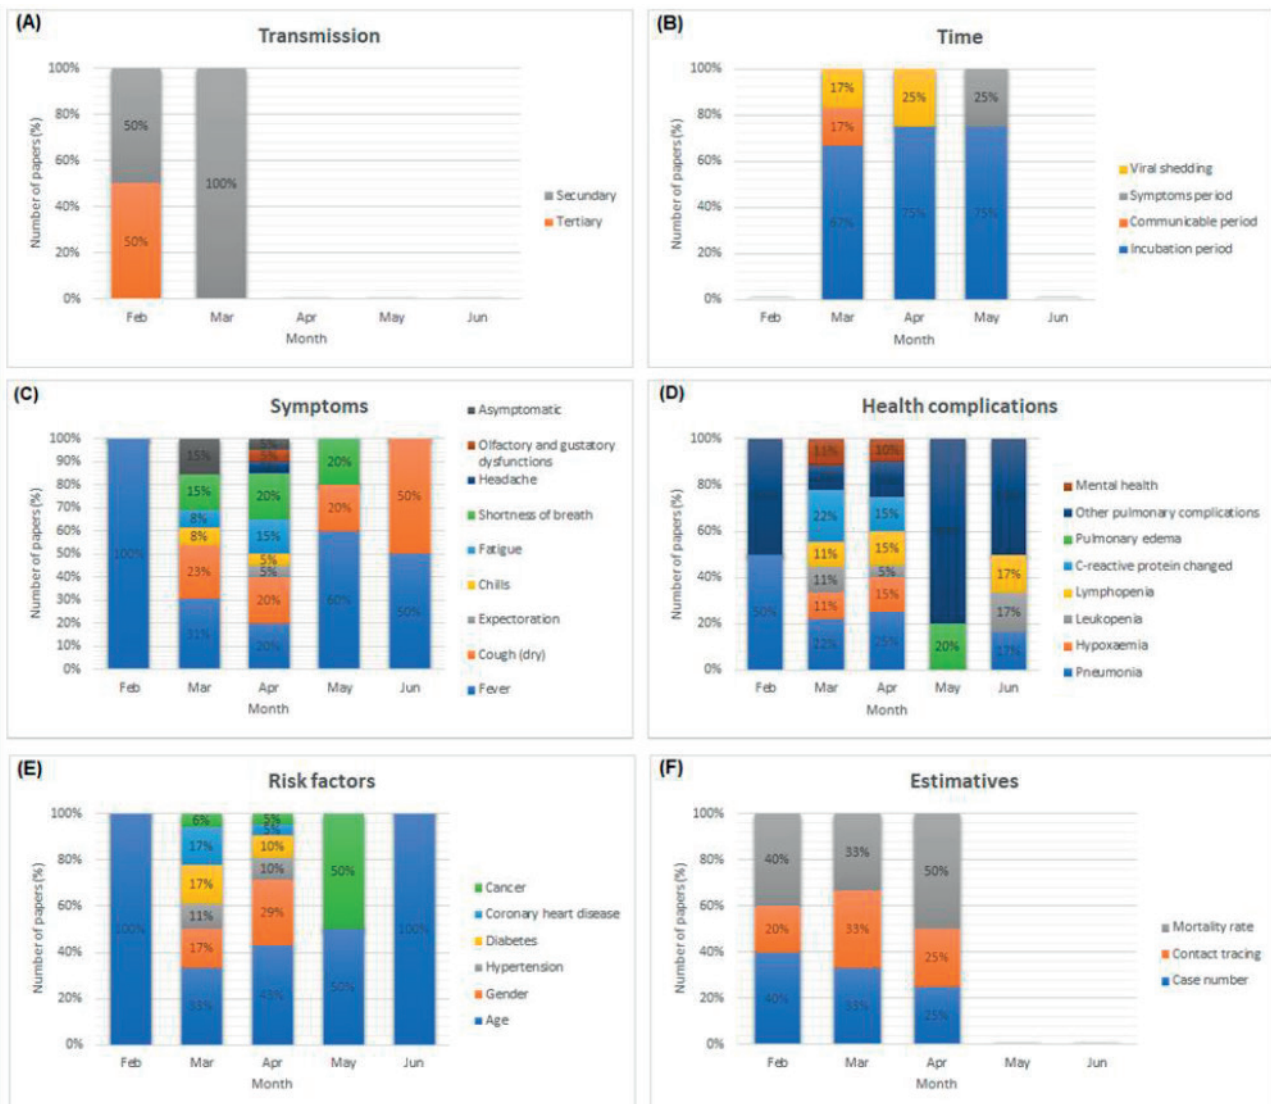 (A)
Transmission
100%
80%
60%
40%
20%
0%
Number of papers (%)
50%
50%
100%
Feb Mar Apr May Jun
Month
Secundary
Tertiary
(B)
Time
100%
80%
60%
40%
20%
0%
Number of papers (%)
17%
17%
67%
25%
75%
25%
75%
Feb Mar Apr May Jun
Month
Viral shedding
Symptoms period
Communicable period
Incubation period
(C)
Symptoms
100%
90%
80%
70%
60%
50%
40%
30%
20%
10%
0%
Number of papers (%)
100%
15%
15%
8%
8%
23%
31%
5%
5%
20%
15%
5%
5%
20%
20%
20%
20%
60%
50%
50%
Feb Mar Apr May Jun
Month
Asymptomatic
Olfactory and gustatory
dysfunctions
Headache
Shortness of breath
Fatigue
Chills
Expectoration
Cough (dry)
Fever
(D)
Health complications
100%
80%
60%
40%
20%
0%
Number of papers (%)
50%
11%
22%
11%
11%
11%
22%
10%
15%
15%
5%
15%
25%
20%
17%
17%
17%
Feb Mar Apr May Jun
Month
Mental health
Other pulmonary complications
Pulmonary edema
C-reactive protein changed
Lymphopenia
Leukopenia
Hypoxaemia
Pneumonia
(E)
Risk factors
100%
80%
60%
40%
20%
0%
Number of papers (%)
100%
6%
17%
17%
11%
17%
33%
5%
5%
10%
10%
29%
43%
50%
50%
100%
Feb Mar Apr May Jun
Month
Cancer
Coronary heart disease
Diabetes
Hypertension
Gender
Age
(F)
Estimatives
100%
80%
60%
40%
20%
0%
Number of papers (%)
40%
20%
40%
33%
33%
33%
50%
25%
25%
Feb Mar Apr May Jun
Month
Mortality rate
Contact tracing
Case number